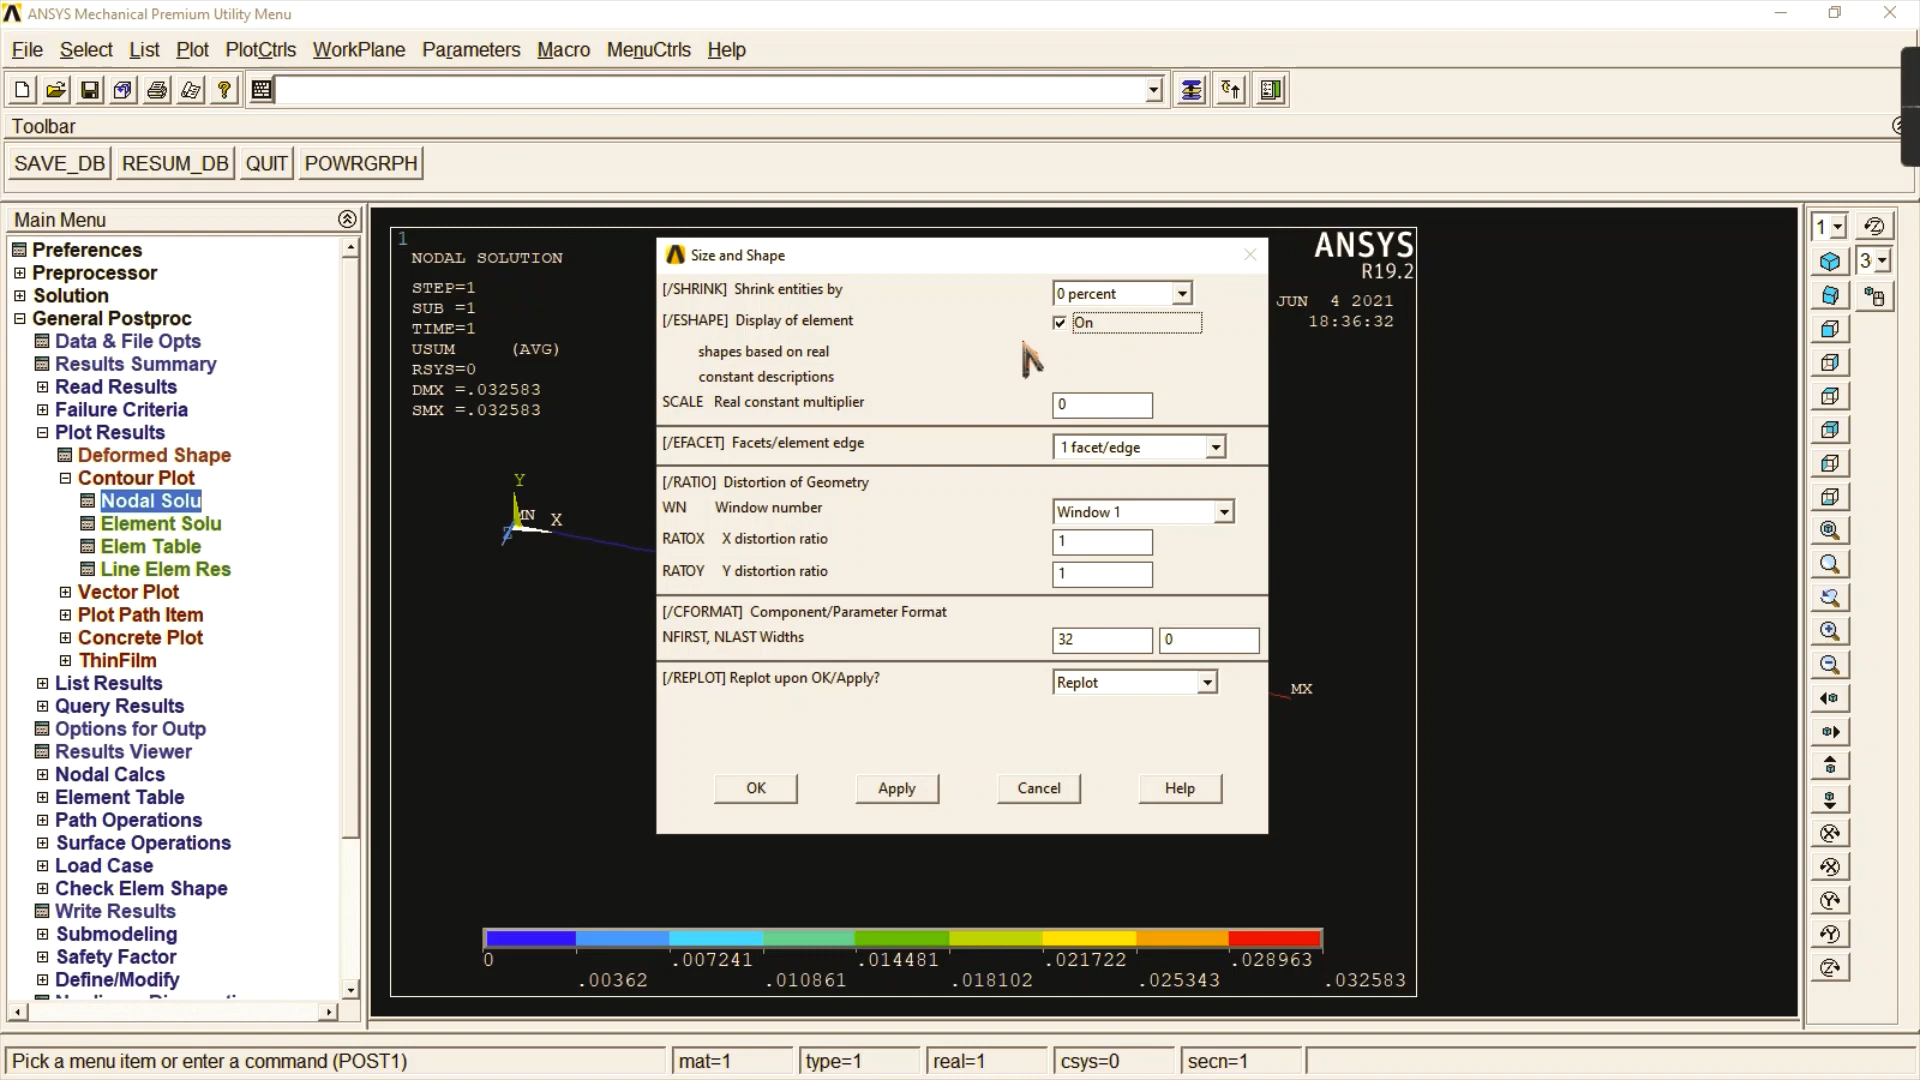 ANSYS Mechanical Premium Utility Menu
File Select List Plot PlotCtrls WorkPlane Parameters Macro MenuCtrls Help
Toolbar
SAVE_DB RESUM_DB QUIT POWRGRPH
Main Menu
Preferences
Preprocessor
Solution
General Postproc
Data & File Opts
Results Summary
Read Results
Failure Criteria
Plot Results
Deformed Shape
Contour Plot
Nodal Solu
Element Solu
Elem Table
Line Elem Res
Vector Plot
Plot Path Item
Concrete Plot
ThinFilm
List Results
Query Results
Options for Outp
Results Viewer
Nodal Calcs
Element Table
Path Operations
Surface Operations
Load Case
Check Elem Shape
Write Results
Submodeling
Safety Factor
Define/Modify
1
NODAL SOLUTION
STEP=1
SUB =1
TIME=1
USUM (AVG)
RSYS=0
DMX =.032583
SMX =.032583
Y
MN X
Z
ANSYS
R19.2
JUN 4 2021
18:36:32
MX
Size and Shape
[/SHRINK] Shrink entities by 0 percent
[/ESHAPE] Display of element On
shapes based on real
constant descriptions
SCALE Real constant multiplier 0
[/EFACET] Facets/element edge 1 facet/edge
[/RATIO] Distortion of Geometry
WN Window number Window 1
RATOX X distortion ratio 1
RATOY Y distortion ratio 1
[/CFORMAT] Component/Parameter Format
NFIRST, NLAST Widths 32 0
[/REPLOT] Replot upon OK/Apply? Replot
OK Apply Cancel Help
0 .007241 .014481 .021722 .028963
.00362 .010861 .018102 .025343 .032583
1
3
Pick a menu item or enter a command (POST1) mat=1 type=1 real=1 csys=0 secn=1